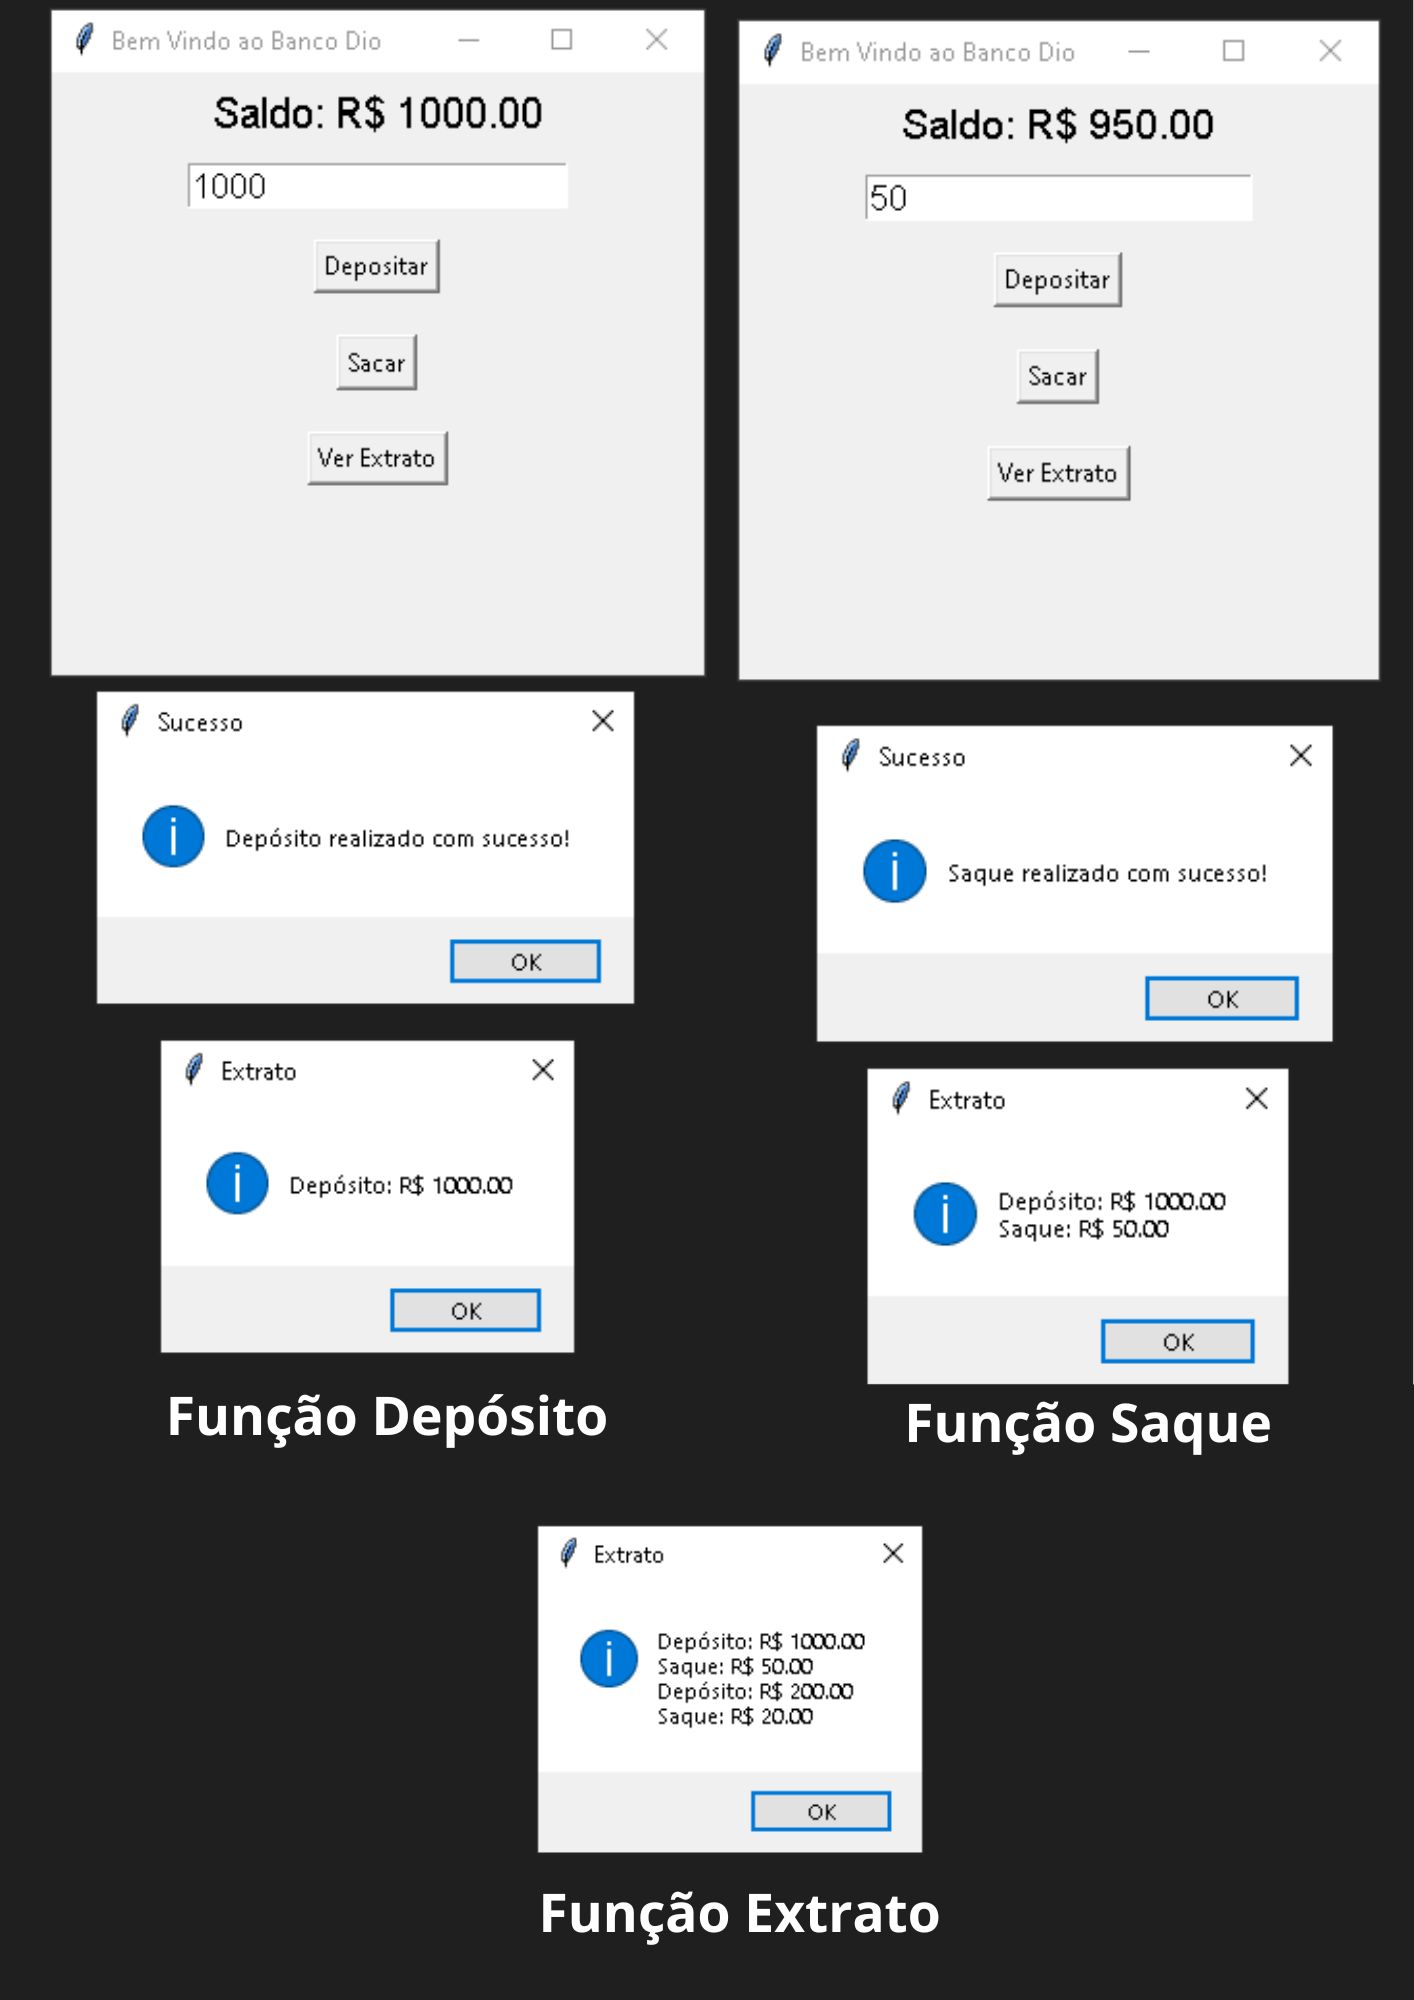 Bem Vindo ao Banco Dio
Saldo: R$ 1000.00
1000
Depositar
Sacar
Ver Extrato
Sucesso
Depósito realizado com sucesso!
OK
Extrato
Depósito: R$ 1000.00
OK
Função Depósito
Bem Vindo ao Banco Dio
Saldo: R$ 950.00
50
Depositar
Sacar
Ver Extrato
Sucesso
Saque realizado com sucesso!
OK
Extrato
Depósito: R$ 1000.00
Saque: R$ 50.00
OK
Função Saque
Extrato
Depósito: R$ 1000.00
Saque: R$ 50.00
Depósito: R$ 200.00
Saque: R$ 20.00
OK
Função Extrato